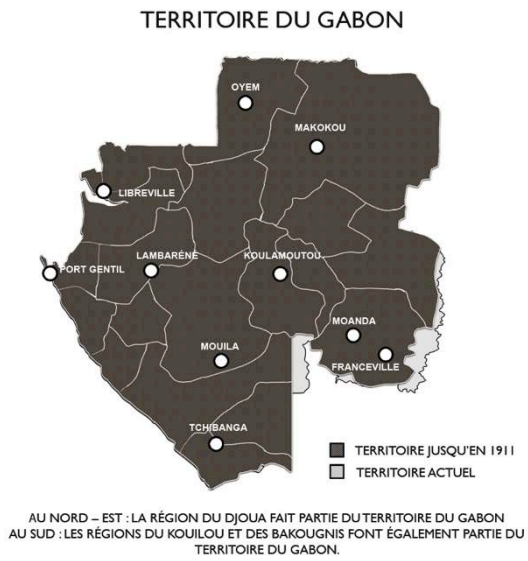 TERRITOIRE DU GABON
OYEM
MAKOKOU
LIBREVILLE
PORT GENTIL
LAMBARÉNÉ
KOULAMOUTOU
MOANDA
MOUILA
FRANCEVILLE
TCHIBANGA
TERRITOIRE JUSQU'EN 1911
TERRITOIRE ACTUEL
AU NORD – EST : LA RÉGION DU DJOUA FAIT PARTIE DU TERRITOIRE DU GABON
AU SUD : LES RÉGIONS DU KOUILOU ET DES BAKOUGNIS FONT ÉGALEMENT PARTIE DU
TERRITOIRE DU GABON.